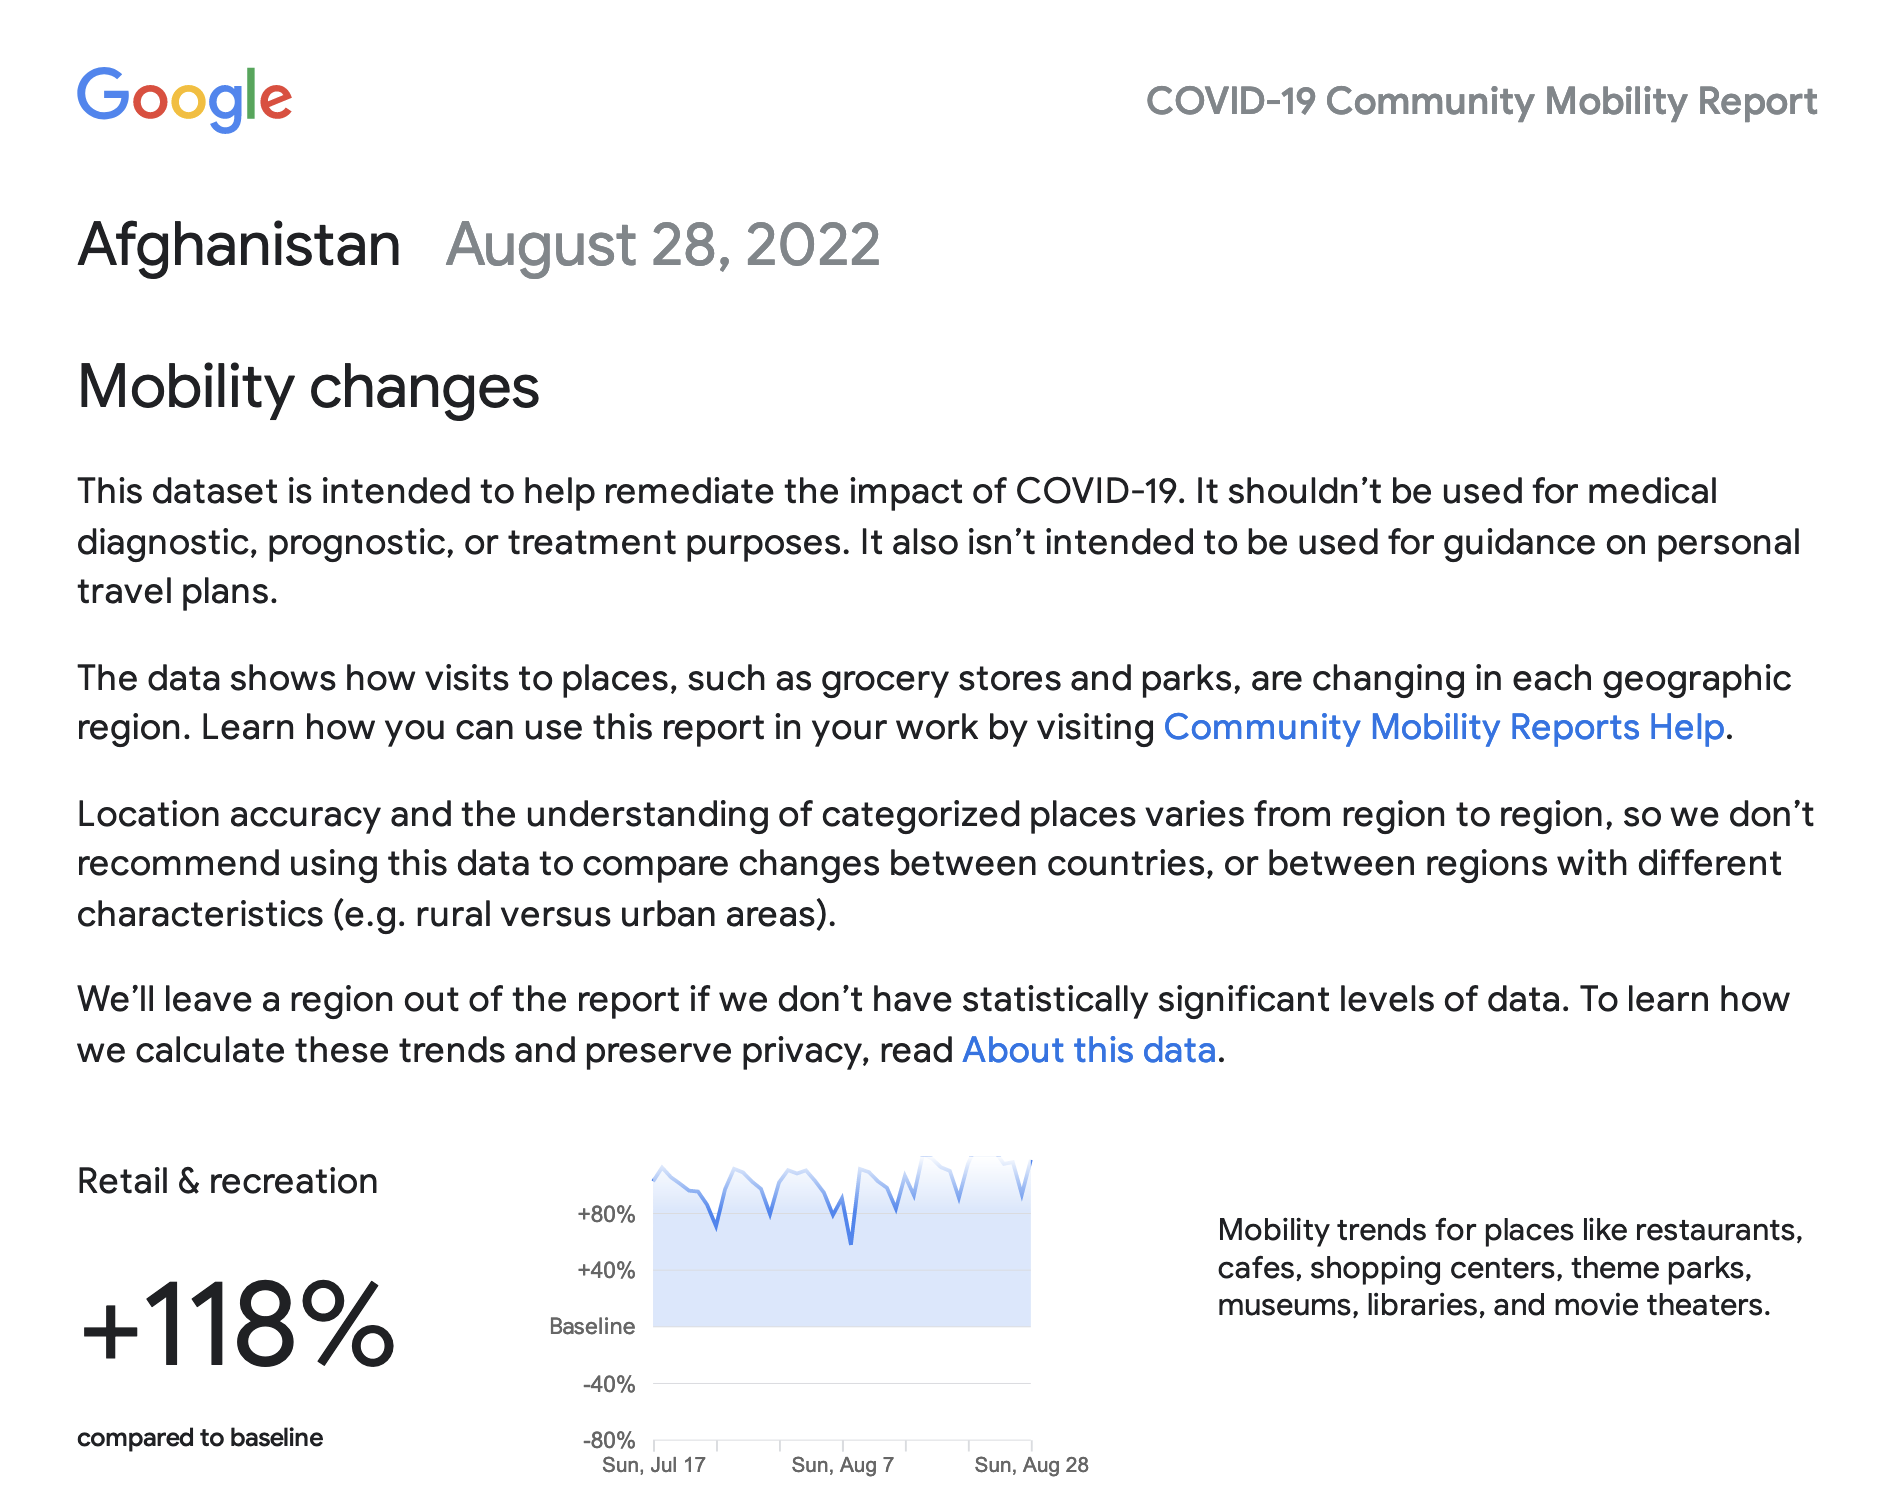 Google
COVID-19 Community Mobility Report
Afghanistan August 28, 2022
Mobility changes
This dataset is intended to help remediate the impact of COVID-19. It shouldn’t be used for medical
diagnostic, prognostic, or treatment purposes. It also isn’t intended to be used for guidance on personal
travel plans.
The data shows how visits to places, such as grocery stores and parks, are changing in each geographic
region. Learn how you can use this report in your work by visiting Community Mobility Reports Help.
Location accuracy and the understanding of categorized places varies from region to region, so we don’t
recommend using this data to compare changes between countries, or between regions with different
characteristics (e.g. rural versus urban areas).
We’ll leave a region out of the report if we don’t have statistically significant levels of data. To learn how
we calculate these trends and preserve privacy, read About this data.
Retail & recreation
+118%
compared to baseline
+80%
+40%
Baseline
-40%
-80%
Sun, Jul 17
Sun, Aug 7
Sun, Aug 28
Mobility trends for places like restaurants,
cafes, shopping centers, theme parks,
museums, libraries, and movie theaters.